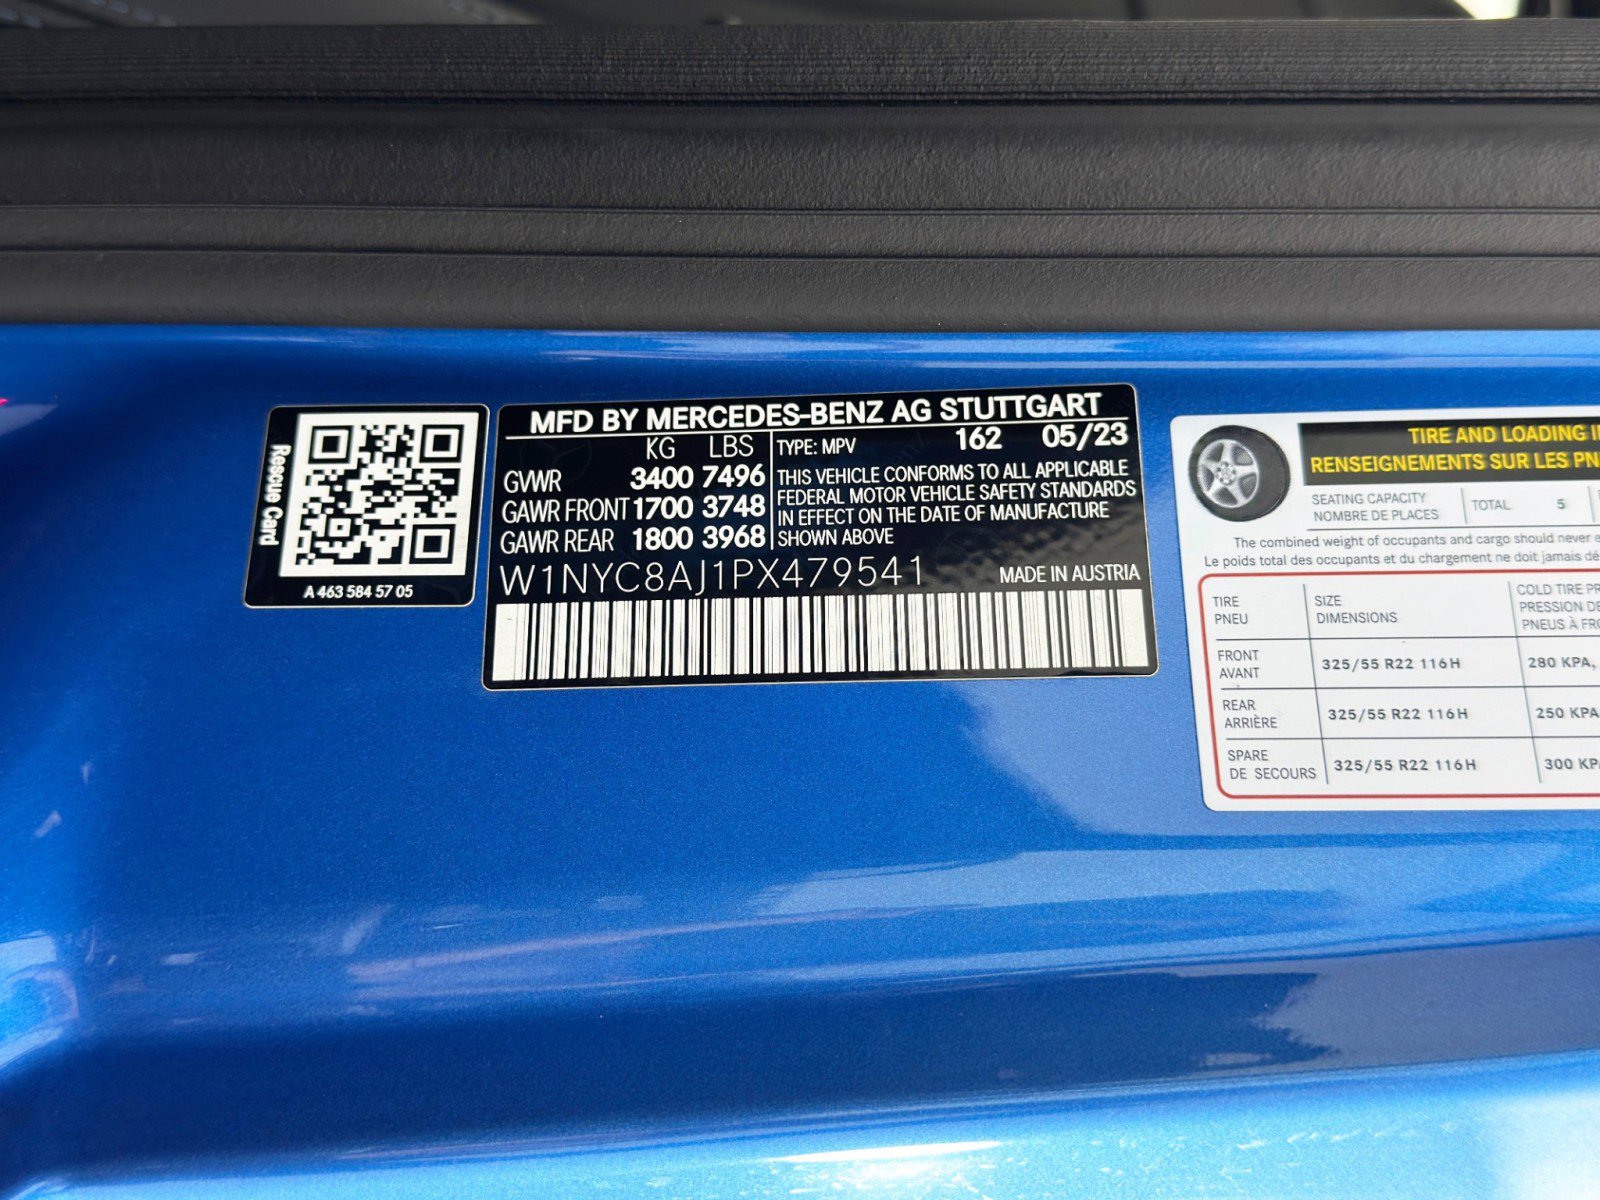 Rescue Card
A 463 584 57 05
MFD BY MERCEDES-BENZ AG STUTTGART
KG LBS
GVWR 3400 7496
GAWR FRONT 1700 3748
GAWR REAR 1800 3968
TYPE: MPV 162 05/23
THIS VEHICLE CONFORMS TO ALL APPLICABLE
FEDERAL MOTOR VEHICLE SAFETY STANDARDS
IN EFFECT ON THE DATE OF MANUFACTURE
SHOWN ABOVE
W1NYC8AJ1PX479541
MADE IN AUSTRIA
TIRE AND LOADING
RENSEIGNEMENTS SUR LES
SEATING CAPACITY
NOMBRE DE PLACES
TOTAL 5
The combined weight of occupants and cargo should never
Le poids total des occupants et du chargement ne doit jamais
TIRE
PNEU
SIZE
DIMENSIONS
COLD TIRE
PRESSION
PNEUS À
FRONT
AVANT
325/55 R22 116H
280 KPA,
REAR
ARRIÈRE
325/55 R22 116H
250 KPA
SPARE
DE SECOURS
325/55 R22 116H
300